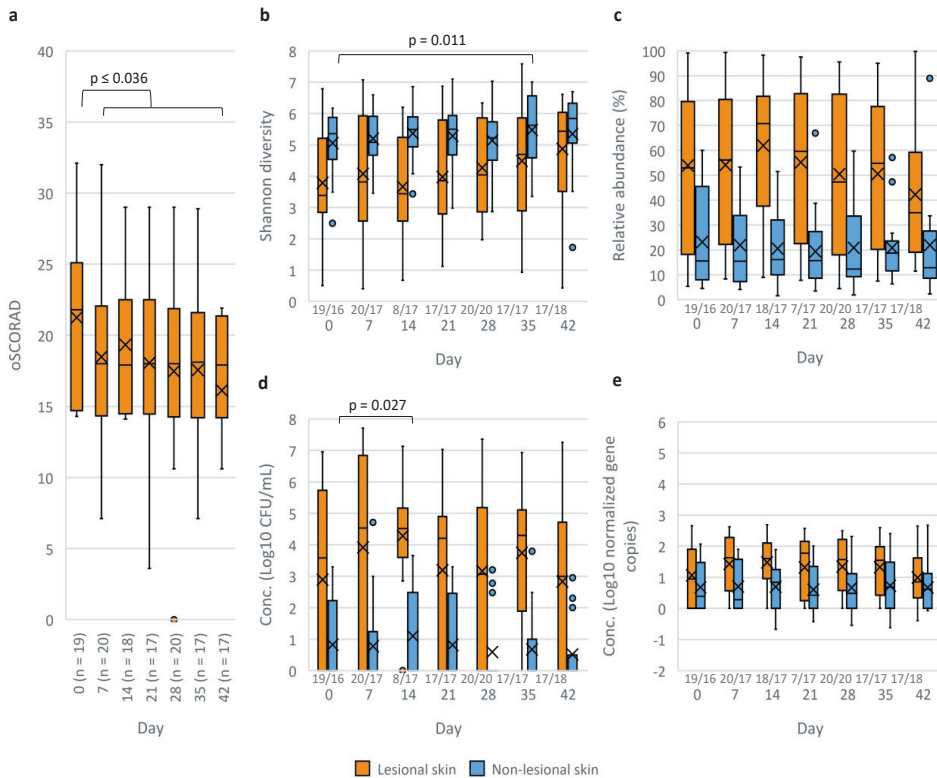 a
40
35
30
25
20
15
10
5
0
oSCORAD
p ≤ 0.036
0 (n = 19)
7 (n = 20)
14 (n = 18)
21 (n = 17)
28 (n = 20)
35 (n = 17)
42 (n = 17)
Day
b
8
7
6
5
4
3
2
1
0
Shannon diversity
p = 0.011
19/16 20/17 8/17 17/17 20/20 17/17 17/18
0 7 14 21 28 35 42
Day
c
100
90
80
70
60
50
40
30
20
10
0
Relative abundance (%)
19/16 20/17 18/17 17/17 20/20 17/17 17/18
0 7 14 21 28 35 42
Day
d
8
7
6
5
4
3
2
1
0
Conc. (Log10 CFU/mL)
p = 0.027
19/16 20/17 8/17 17/17 20/20 17/17 17/18
0 7 14 21 28 35 42
Day
e
6
5
4
3
2
1
0
-1
-2
Conc. (Log10 normalized gene
copies)
19/16 20/17 18/17 7/17 20/20 17/17 17/18
0 7 14 21 28 35 42
Day
Lesional skin Non-lesional skin